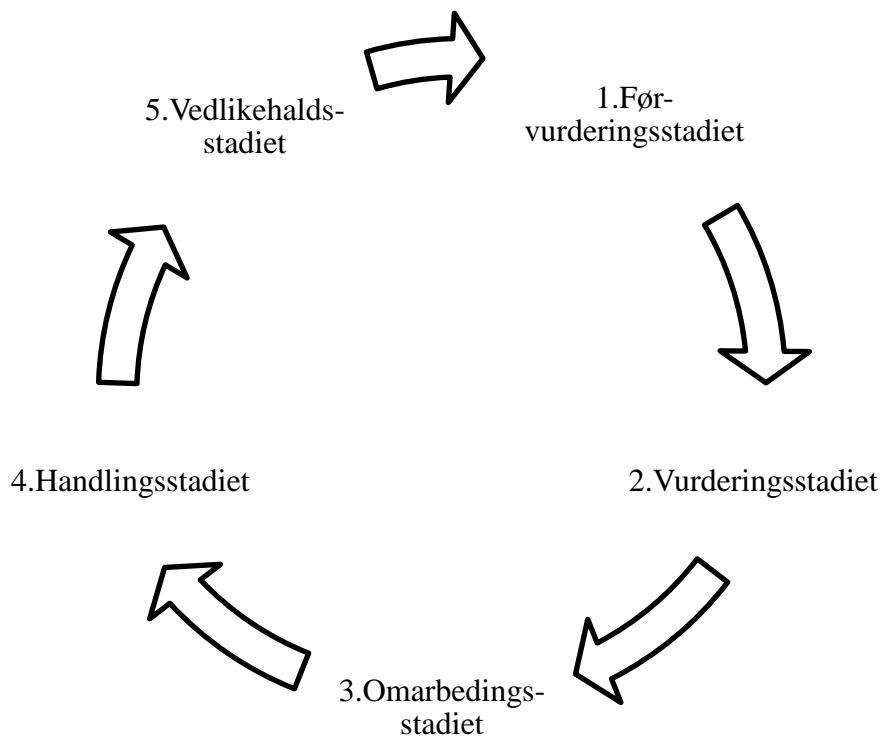 1.Før-
vurderingsstadiet
2.Vurderingsstadiet
3.Omarbedings-
stadiet
4.Handlingsstadiet
5.Vedlikehalds-
stadiet